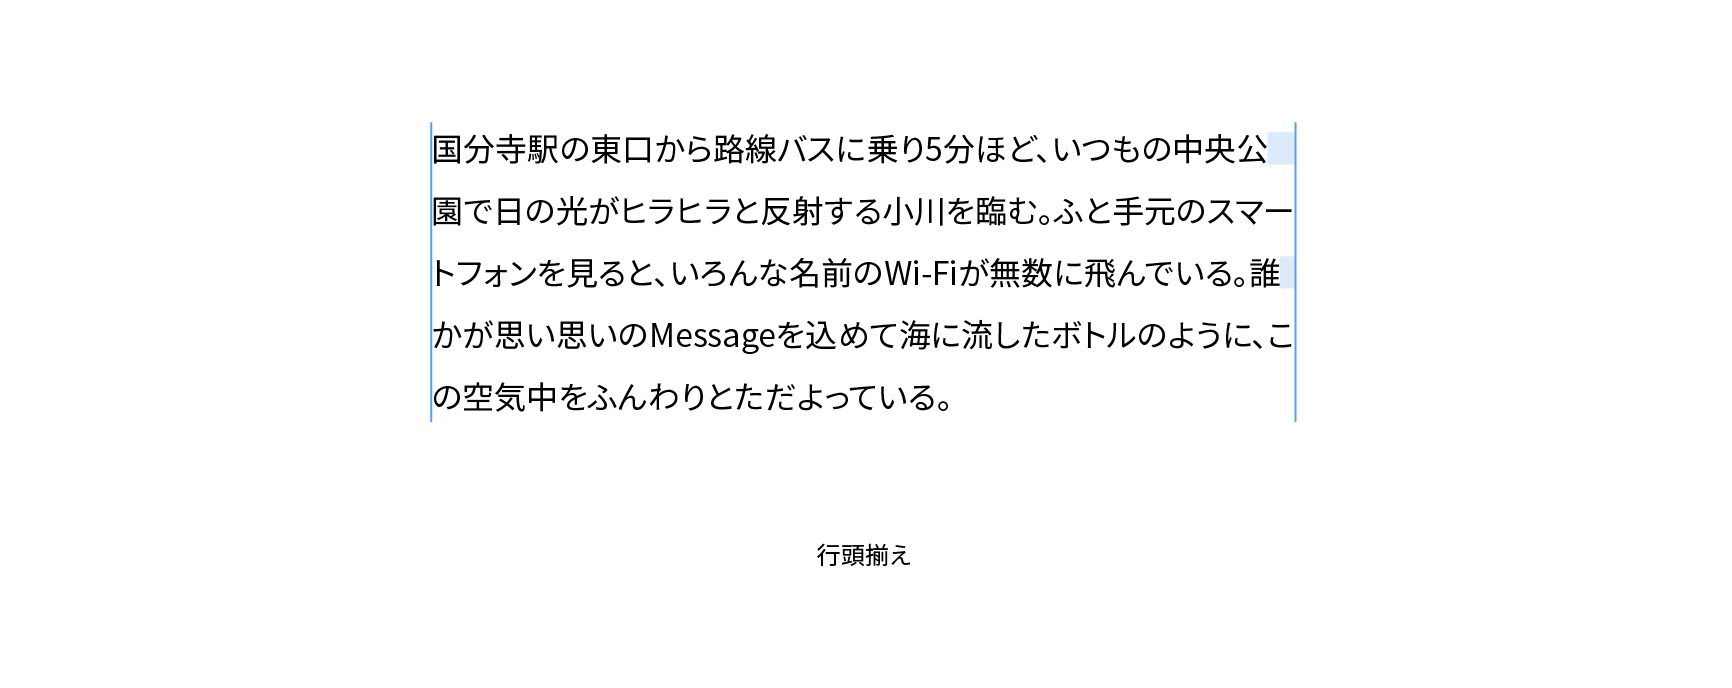 国分寺駅の東口から路線バスに乗り5分ほど、いつもの中央公
園で日の光がヒラヒラと反射する小川を臨む。ふと手元のスマー
トフォンを見ると、いろんな名前のWi-Fiが無数に飛んでいる。誰
かが思い思いのMessageを込めて海に流したボトルのように、こ
の空気中をふんわりとただよっている。
行頭揃え